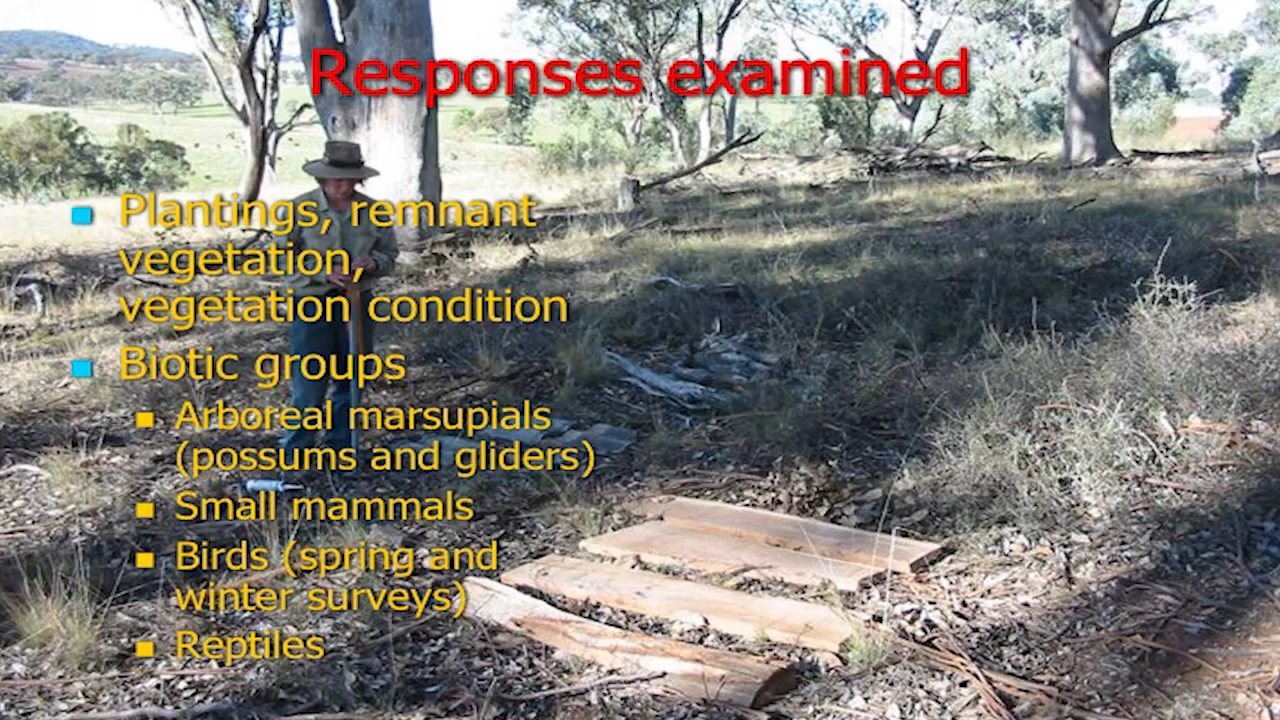 Responses examined
Plantings, remnant
vegetation,
vegetation condition
Biotic groups
Arboreal marsupials
(possums and gliders)
Small mammals
Birds (spring and
winter surveys)
Reptiles